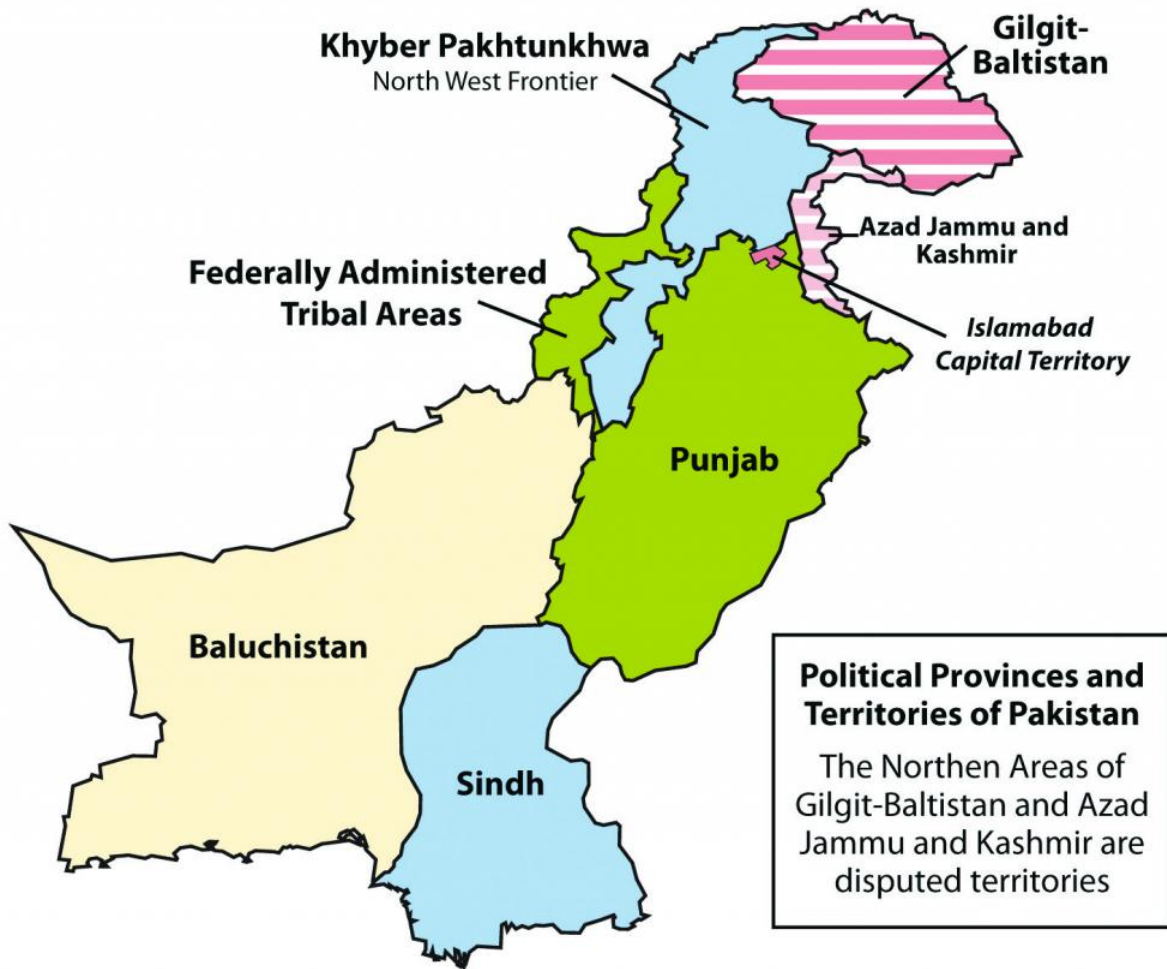 Khyber Pakhtunkhwa
North West Frontier
Gilgit-
Baltistan
Azad Jammu and
Kashmir
Federally Administered
Tribal Areas
Islamabad
Capital Territory
Punjab
Baluchistan
Sindh
Political Provinces and
Territories of Pakistan
The Northen Areas of
Gilgit-Baltistan and Azad
Jammu and Kashmir are
disputed territories